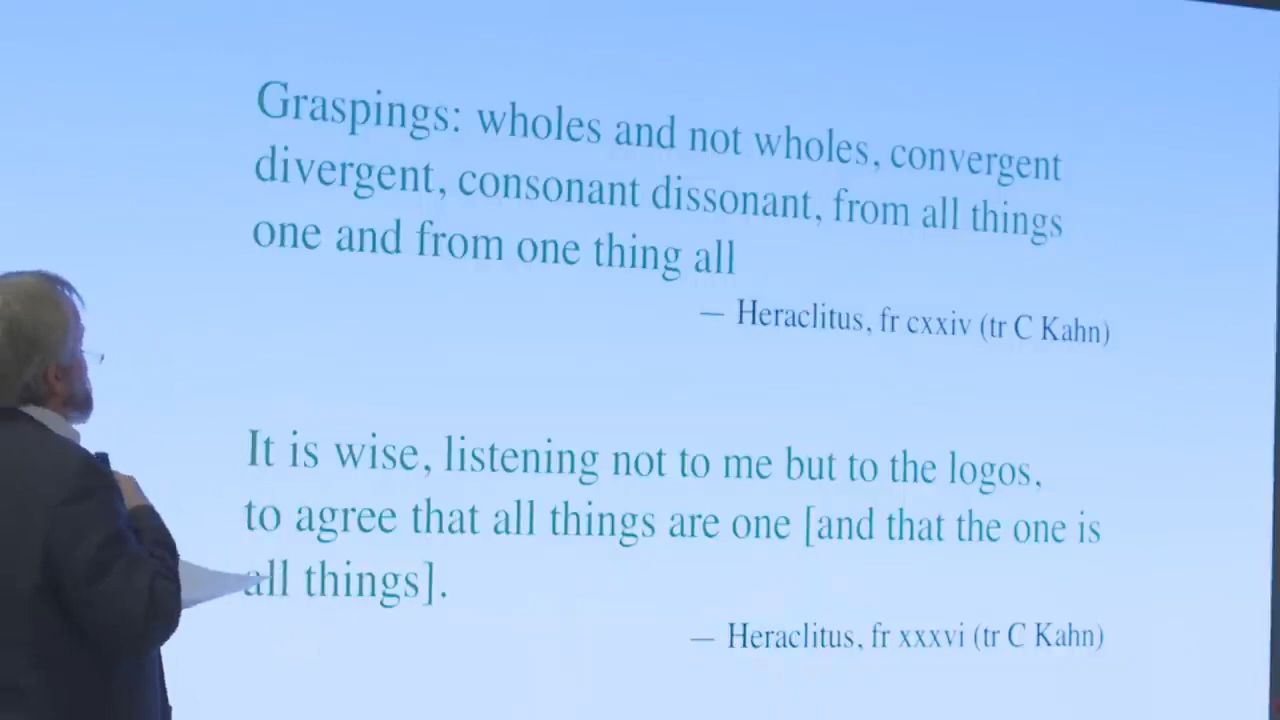 Graspings: wholes and not wholes, convergent
divergent, consonant dissonant, from all things
one and from one thing all
— Heraclitus, fr cxxiv (tr C Kahn)
It is wise, listening not to me but to the logos,
to agree that all things are one [and that the one is
all things].
— Heraclitus, fr xxxvi (tr C Kahn)